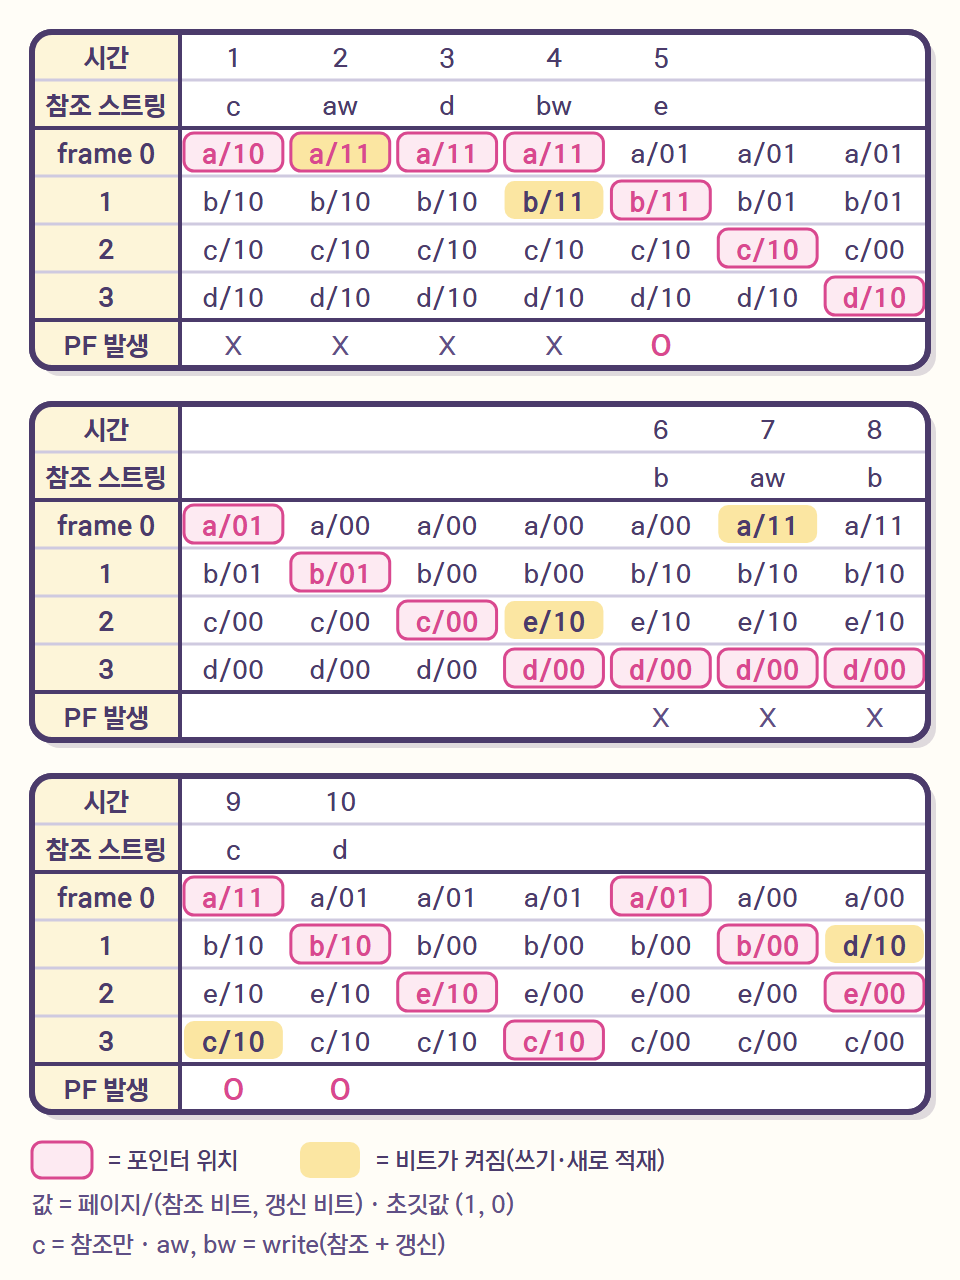 시간 1 2 3 4 5
참조 스트링 c aw d bw e
frame 0 a/10 a/11 a/11 a/11 a/01 a/01 a/01
1 b/10 b/10 b/10 b/11 b/11 b/01 b/01
2 c/10 c/10 c/10 c/10 c/10 c/10 c/00
3 d/10 d/10 d/10 d/10 d/10 d/10 d/10
PF 발생 X X X X O
시간 6 7 8
참조 스트링 b aw b
frame 0 a/01 a/00 a/00 a/00 a/00 a/11 a/11
1 b/01 b/01 b/00 b/00 b/10 b/10 b/10
2 c/00 c/00 c/00 e/10 e/10 e/10 e/10
3 d/00 d/00 d/00 d/00 d/00 d/00 d/00
PF 발생 X X X
시간 9 10
참조 스트링 c d
frame 0 a/11 a/01 a/01 a/01 a/01 a/00 a/00
1 b/10 b/10 b/00 b/00 b/00 b/00 d/10
2 e/10 e/10 e/10 e/00 e/00 e/00 e/00
3 c/10 c/10 c/10 c/10 c/00 c/00 c/00
PF 발생 O O
= 포인터 위치 = 비트가 켜짐(쓰기·새로 적재)
값 = 페이지/(참조 비트, 갱신 비트) · 초깃값 (1, 0)
c = 참조만 · aw, bw = write(참조 + 갱신)